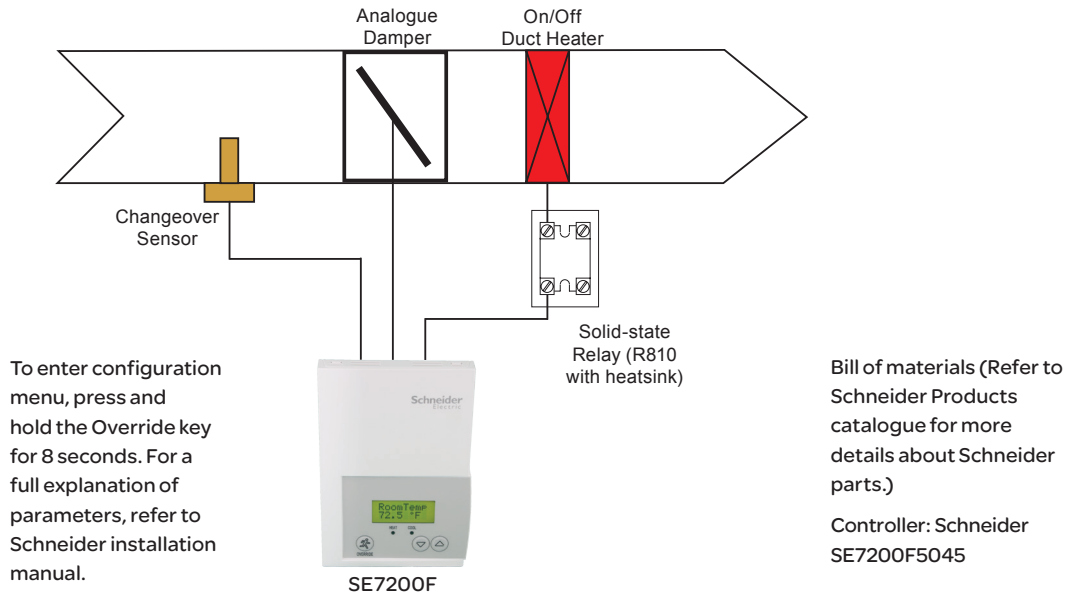 Analogue
Damper
On/Off
Duct Heater
Changeover
Sensor
Solid-state
Relay (R810
with heatsink)
To enter configuration
menu, press and
hold the Override key
for 8 seconds. For a
full explanation of
parameters, refer to
Schneider installation
manual.
Schneider
Electric
RoomTemp
72.5 °F
HEAT COOL
OVERRIDE
SE7200F
Bill of materials (Refer to
Schneider Products
catalogue for more
details about Schneider
parts.)
Controller: Schneider
SE7200F5045